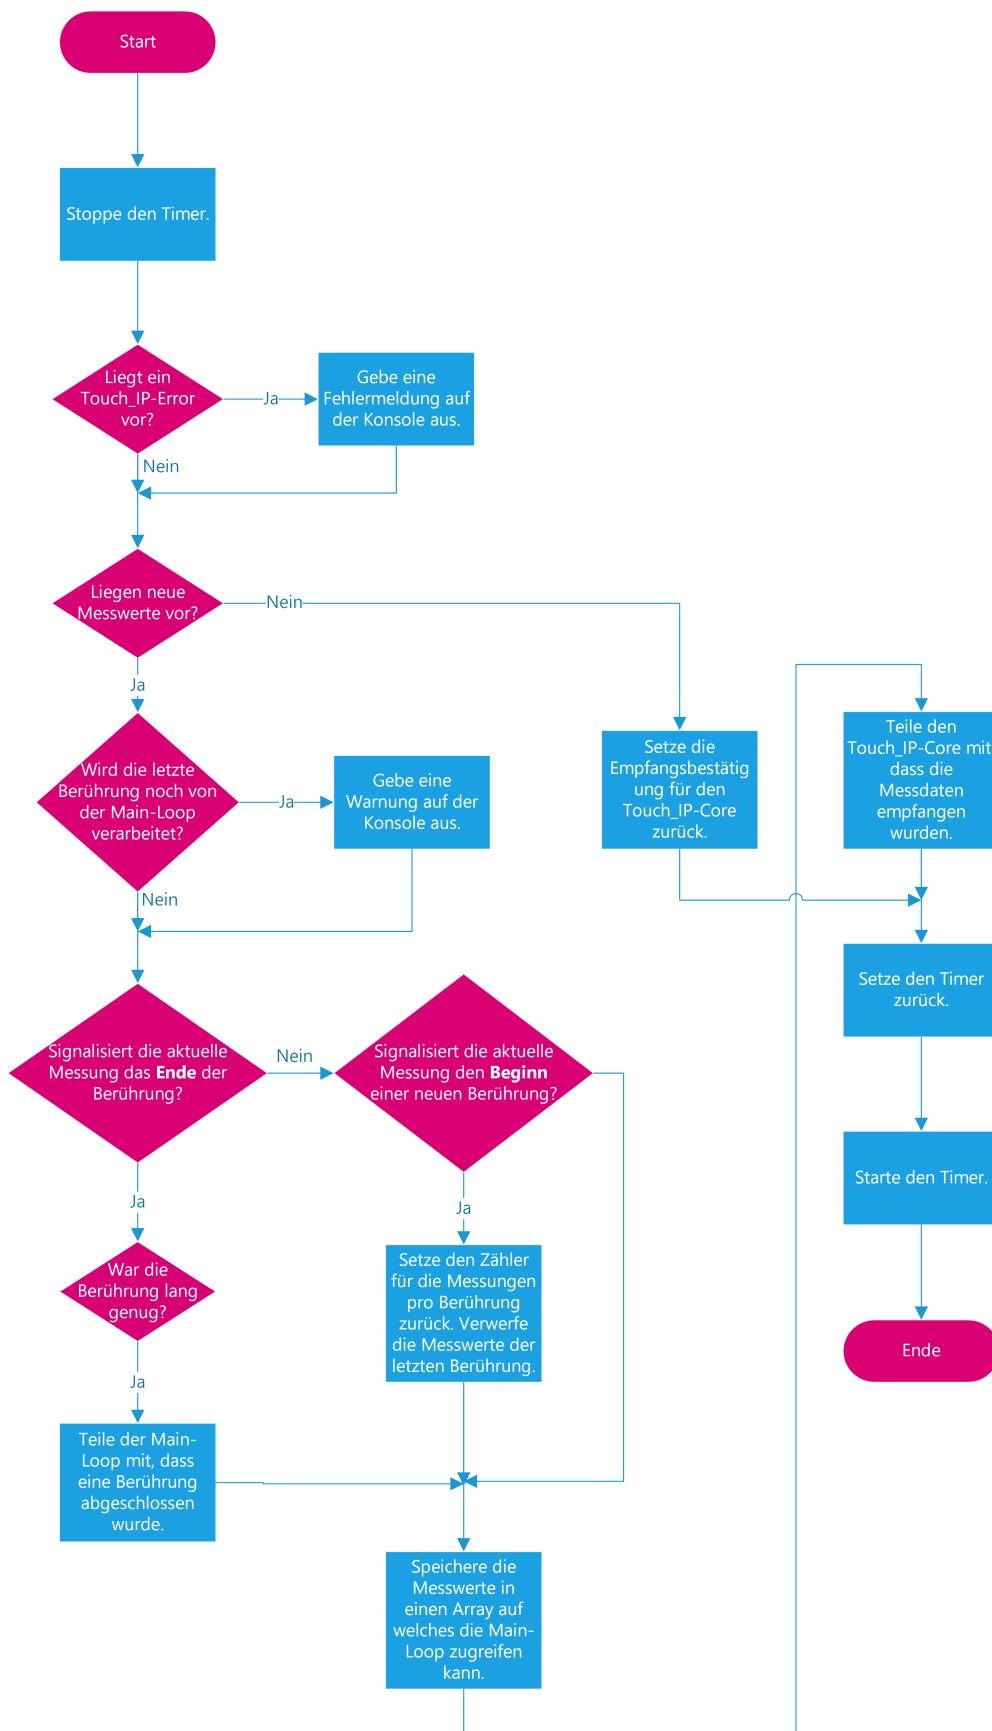 Start
Stoppe den Timer.
Liegt ein
Touch_IP-Error
vor?
Ja
Gebe eine
Fehlermeldung auf
der Konsole aus.
Nein
Liegen neue
Messwerte vor?
Nein
Ja
Wird die letzte
Berührung noch von
der Main-Loop
verarbeitet?
Ja
Gebe eine
Warnung auf der
Konsole aus.
Nein
Setze die
Empfangsbestätig
ung für den
Touch_IP-Core
zurück.
Teile den
Touch_IP-Core mit
dass die
Messdaten
empfangen
wurden.
Setze den Timer
zurück.
Starte den Timer.
Ende
Signalisiert die aktuelle
Messung das Ende der
Berührung?
Nein
Signalisiert die aktuelle
Messung den Beginn
einer neuen Berührung?
Ja
War die
Berührung lang
genug?
Ja
Teile der Main-
Loop mit, dass
eine Berührung
abgeschlossen
wurde.
Ja
Setze den Zähler
für die Messungen
pro Berührung
zurück. Verwerfe
die Messwerte der
letzten Berührung.
Speichere die
Messwerte in
einen Array auf
welches die Main-
Loop zugreifen
kann.